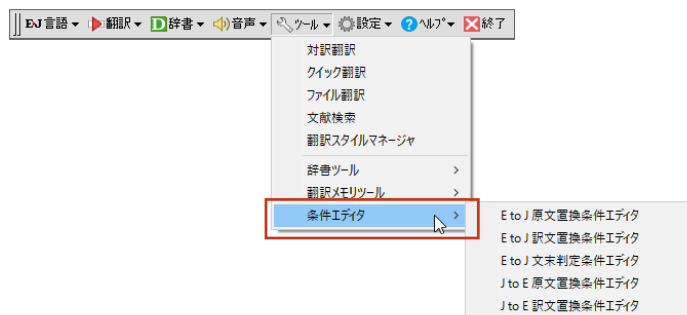 EⅺJ 言語 翻訳 D 辞書 音声 ツール 設定 ? ヘルプ 終了
対訳翻訳
クイック翻訳
ファイル翻訳
文献検索
翻訳スタイルマネージャ
辞書ツール
翻訳メモリツール
条件エディタ
E to J 原文置換条件エディタ
E to J 訳文置換条件エディタ
E to J 文末判定条件エディタ
J to E 原文置換条件エディタ
J to E 訳文置換条件エディタ